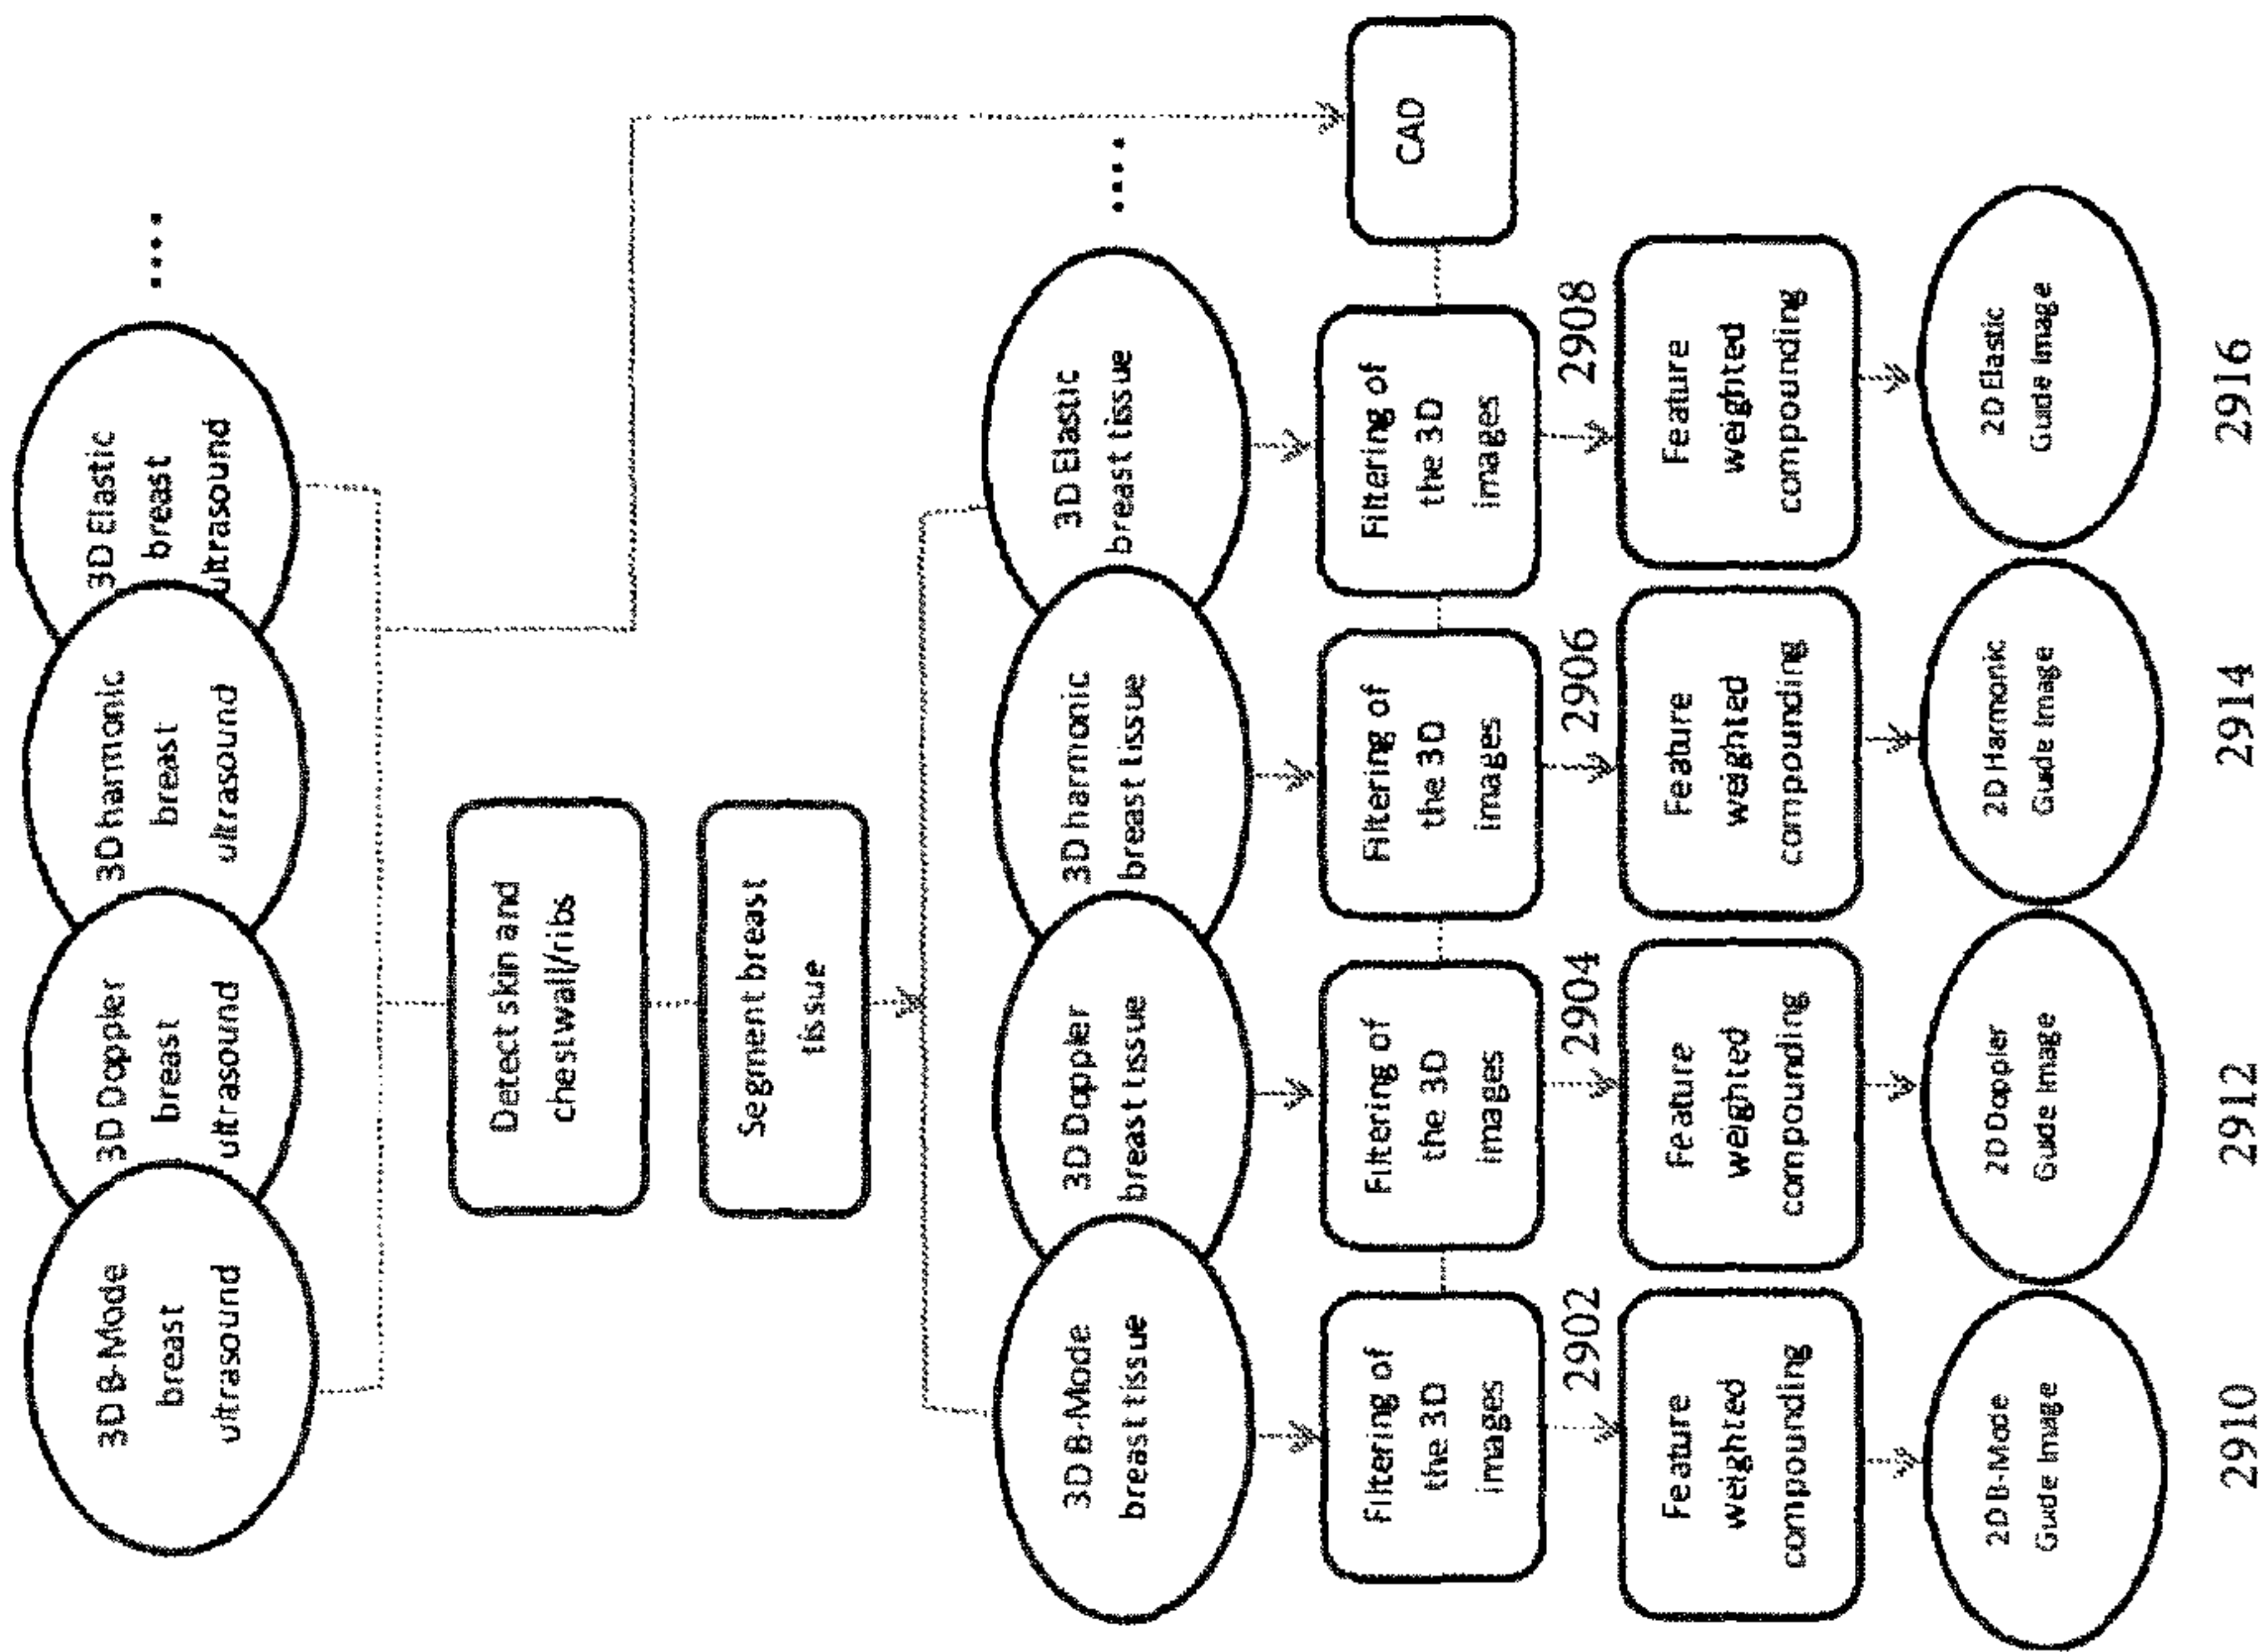 3D B-Mode
breast
ultrasound
3D Doppler
breast
ultrasound
3D harmonic
breast
ultrasound
3D Elastic
breast
ultrasound
....
Detect skin and
chestwall/ribs
Segment breast
tissue
3D B-Mode
breast tissue
3D Doppler
breast tissue
3D harmonic
breast tissue
3D Elastic
breast tissue
....
Filtering of
the 3D
images
Filtering of
the 3D
images
Filtering of
the 3D
images
Filtering of
the 3D
images
CAD
2902
2904
2906
2908
Feature
weighted
compounding
Feature
weighted
compounding
Feature
weighted
compounding
Feature
weighted
compounding
2D B-Mode
Guide Image
2D Doppler
Guide Image
2D Harmonic
Guide Image
2D Elastic
Guide Image
2910
2912
2914
2916